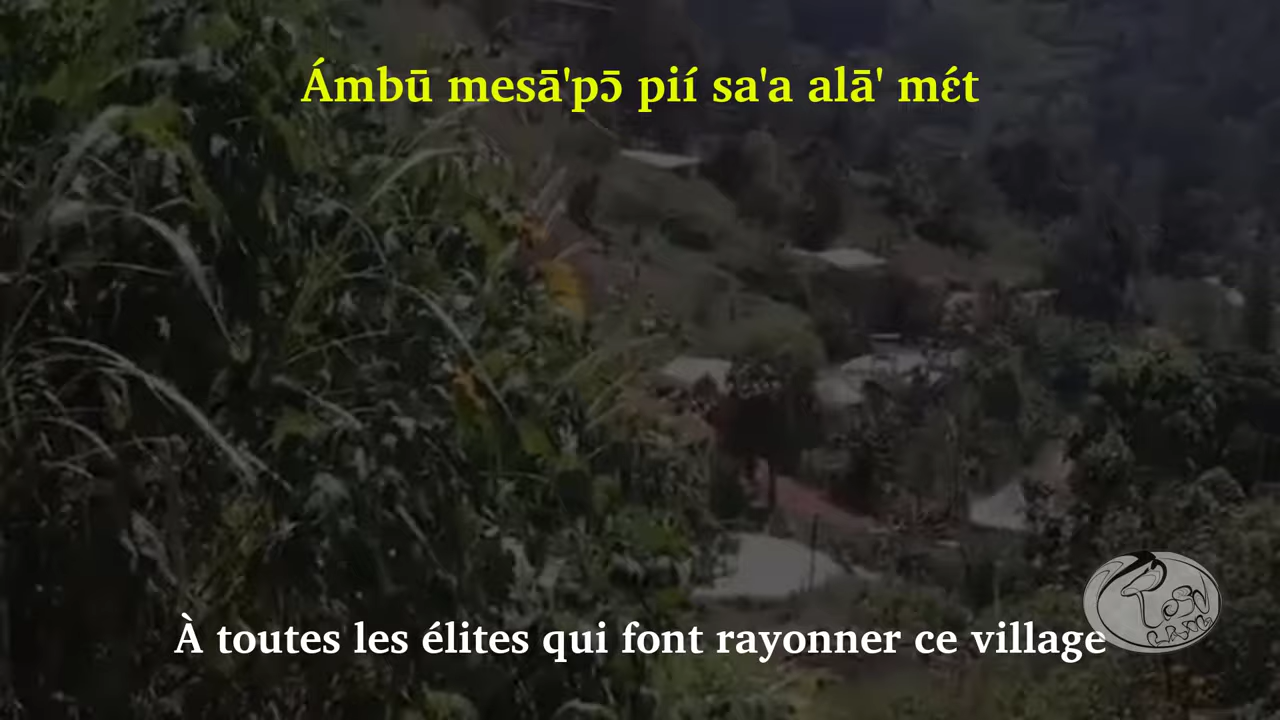 Ámbū mesā'pɔ̄ pií sa'a alā' mɛ́t
À toutes les élites qui font rayonner ce village